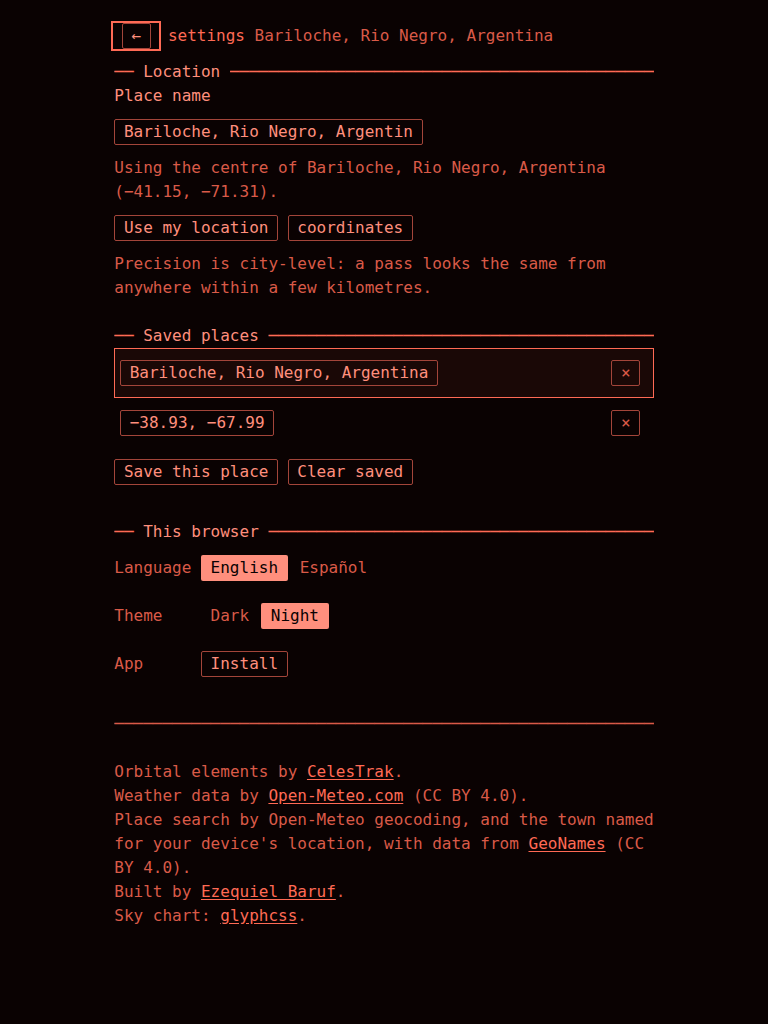 ← settings Bariloche, Rio Negro, Argentina
Location
Place name
Bariloche, Rio Negro, Argentin
Using the centre of Bariloche, Rio Negro, Argentina
(−41.15, −71.31).
Use my location coordinates
Precision is city-level: a pass looks the same from
anywhere within a few kilometres.
Saved places
Bariloche, Rio Negro, Argentina ×
−38.93, −67.99 ×
Save this place Clear saved
This browser
Language English Español
Theme Dark Night
App Install
Orbital elements by CelesTrak.
Weather data by Open-Meteo.com (CC BY 4.0).
Place search by Open-Meteo geocoding, and the town named
for your device's location, with data from GeoNames (CC
BY 4.0).
Built by Ezequiel Baruf.
Sky chart: glyphcss.